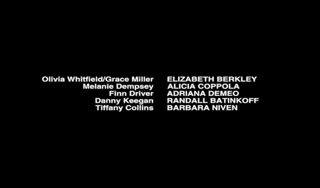 Olivia Whitfield/Grace Miller ELIZABETH BERKLEY
Melanie Dempsey ALICIA COPPOLA
Finn Driver ADRIANA DEMEO
Danny Keegan RANDALL BATINKOFF
Tiffany Collins BARBARA NIVEN